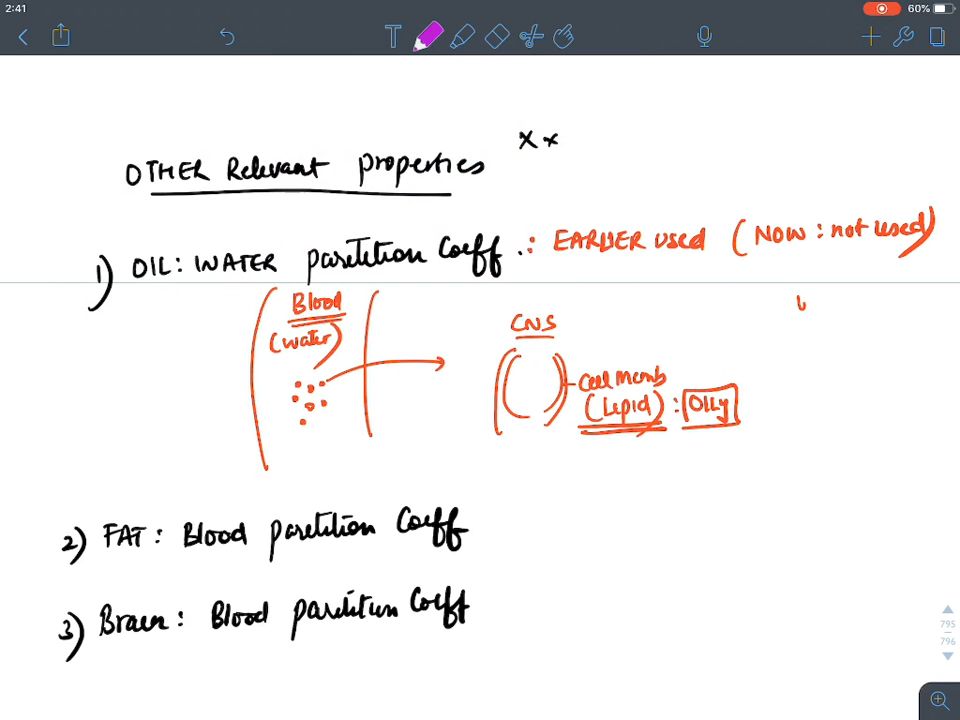 2:41
60%
T
OTHER Relevant properties xx
1) OIL: WATER partition Coeff .: EARLIER used (NOW : not used)
Blood
(water)
CNS
Cell Memb
(Lepid) : OILy
2) FAT: Blood partition Coeff
3) Brain: Blood partition Coeff
795
796